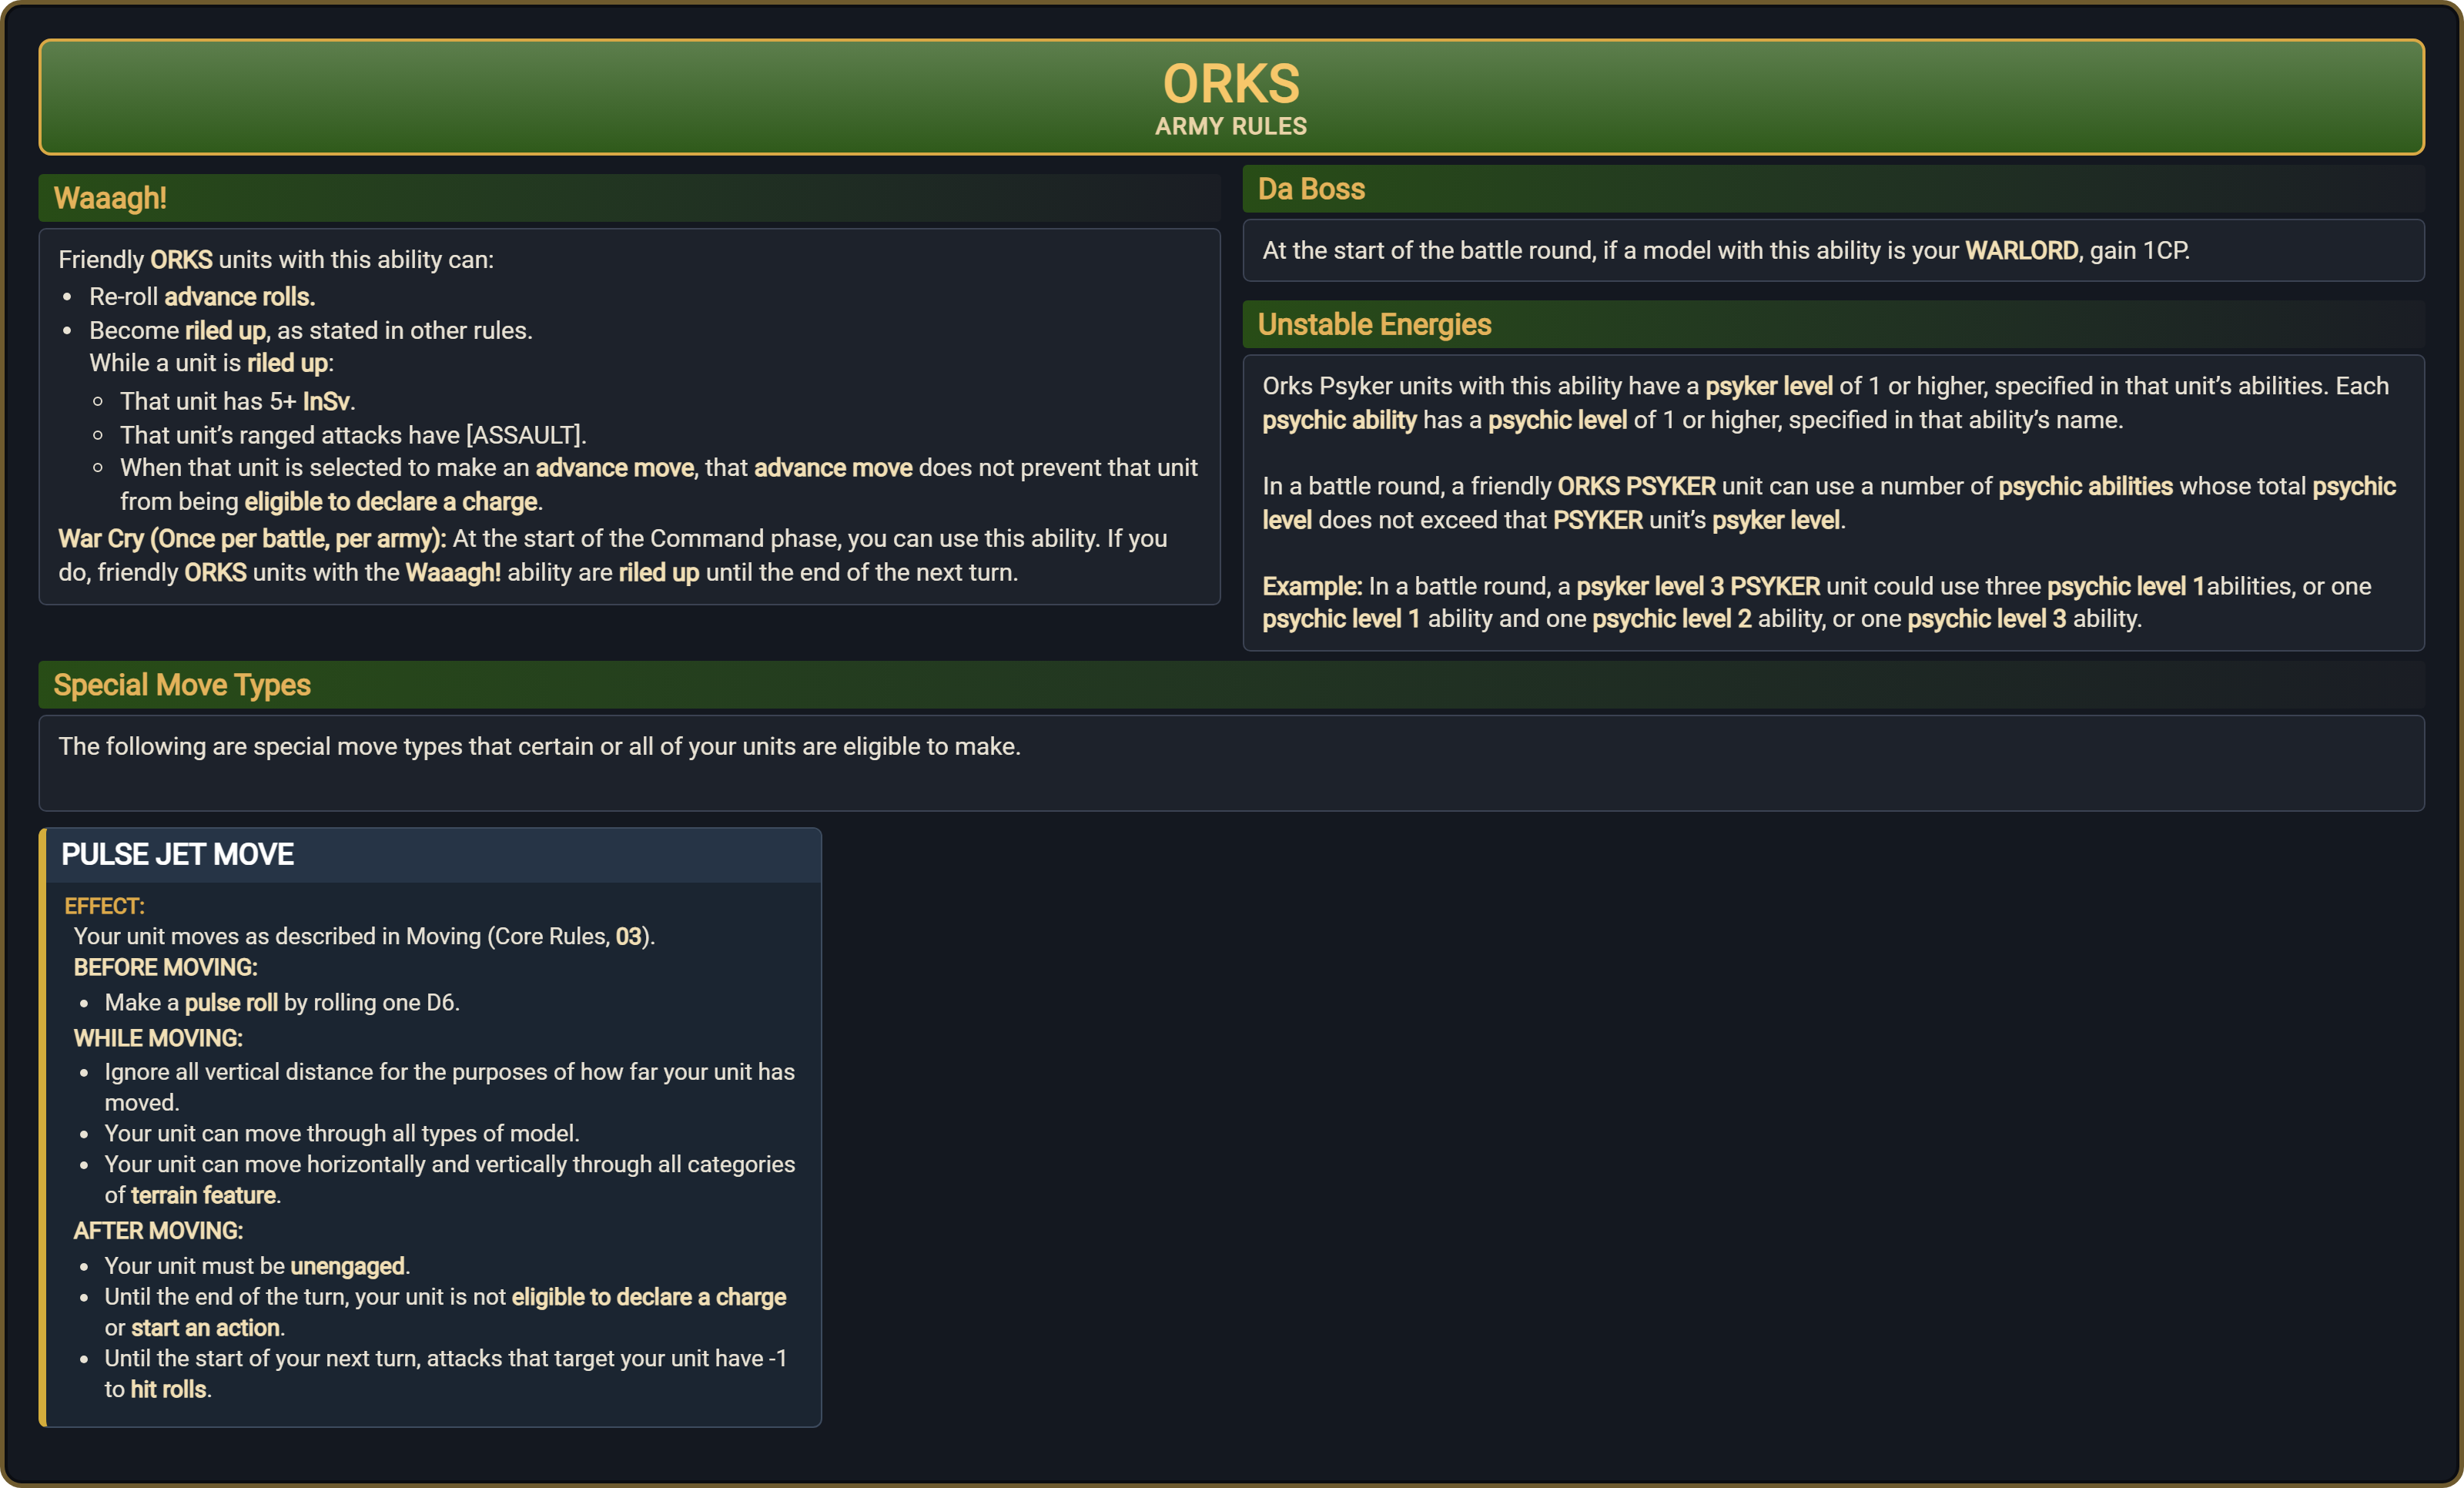 ORKS
ARMY RULES
Waaagh!
Friendly ORKS units with this ability can:
• Re-roll advance rolls.
• Become riled up, as stated in other rules.
While a unit is riled up:
○ That unit has 5+ InSv.
○ That unit’s ranged attacks have [ASSAULT].
○ When that unit is selected to make an advance move, that advance move does not prevent that unit
from being eligible to declare a charge.
War Cry (Once per battle, per army): At the start of the Command phase, you can use this ability. If you
do, friendly ORKS units with the Waaagh! ability are riled up until the end of the next turn.
Da Boss
At the start of the battle round, if a model with this ability is your WARLORD, gain 1CP.
Unstable Energies
Orks Psyker units with this ability have a psyker level of 1 or higher, specified in that unit’s abilities. Each
psychic ability has a psychic level of 1 or higher, specified in that ability’s name.
In a battle round, a friendly ORKS PSYKER unit can use a number of psychic abilities whose total psychic
level does not exceed that PSYKER unit’s psyker level.
Example: In a battle round, a psyker level 3 PSYKER unit could use three psychic level 1abilities, or one
psychic level 1 ability and one psychic level 2 ability, or one psychic level 3 ability.
Special Move Types
The following are special move types that certain or all of your units are eligible to make.
PULSE JET MOVE
EFFECT:
Your unit moves as described in Moving (Core Rules, 03).
BEFORE MOVING:
• Make a pulse roll by rolling one D6.
WHILE MOVING:
• Ignore all vertical distance for the purposes of how far your unit has
moved.
• Your unit can move through all types of model.
• Your unit can move horizontally and vertically through all categories
of terrain feature.
AFTER MOVING:
• Your unit must be unengaged.
• Until the end of the turn, your unit is not eligible to declare a charge
or start an action.
• Until the start of your next turn, attacks that target your unit have -1
to hit rolls.